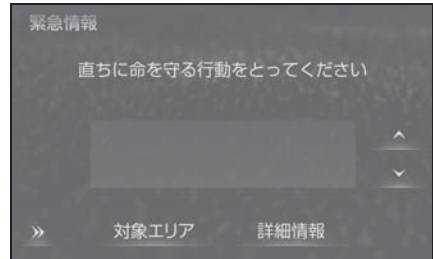 緊急情報
直ちに命を守る行動をとってください
対象エリア 詳細情報